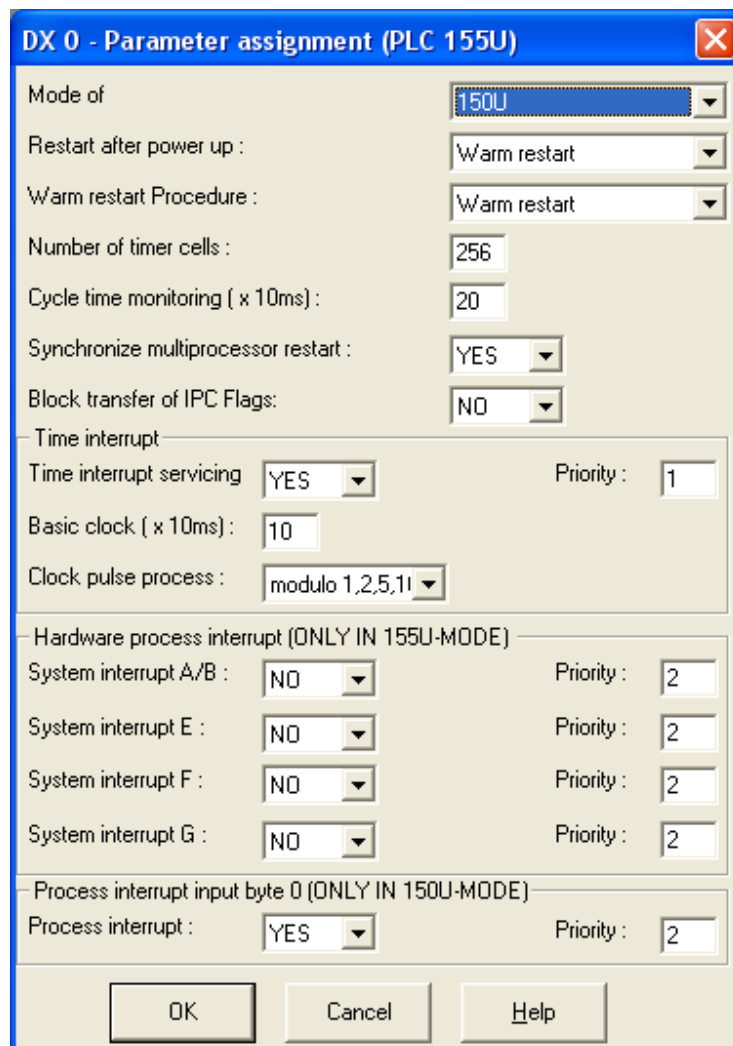 DX 0 - Parameter assignment (PLC 155U)
Mode of 150U
Restart after power up : Warm restart
Warm restart Procedure : Warm restart
Number of timer cells : 256
Cycle time monitoring ( x 10ms) : 20
Synchronize multiprocessor restart : YES
Block transfer of IPC Flags: NO
Time interrupt
Time interrupt servicing YES Priority : 1
Basic clock ( x 10ms) : 10
Clock pulse process : modulo 1,2,5,1
Hardware process interrupt (ONLY IN 155U-MODE)
System interrupt A/B : NO Priority : 2
System interrupt E : NO Priority : 2
System interrupt F : NO Priority : 2
System interrupt G : NO Priority : 2
Process interrupt input byte 0 (ONLY IN 150U-MODE)
Process interrupt : YES Priority : 2
OK Cancel Help